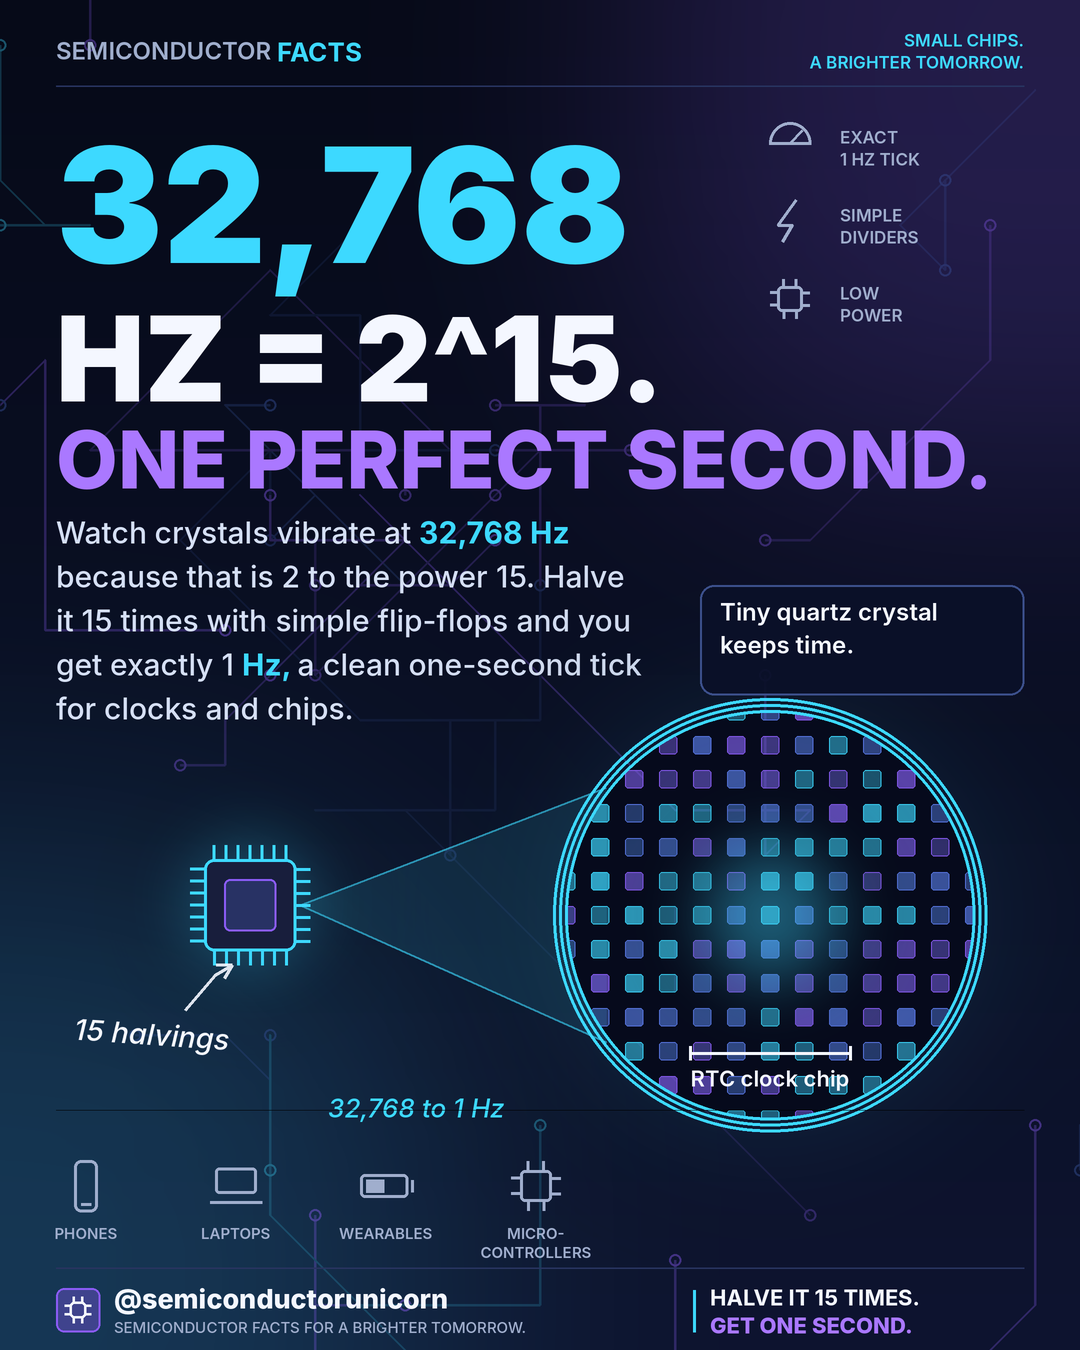 SEMICONDUCTOR FACTS
SMALL CHIPS.
A BRIGHTER TOMORROW.
32,768
HZ = 2^15.
ONE PERFECT SECOND.
EXACT
1 HZ TICK
SIMPLE
DIVIDERS
LOW
POWER
Watch crystals vibrate at 32,768 Hz
because that is 2 to the power 15. Halve
it 15 times with simple flip-flops and you
get exactly 1 Hz, a clean one-second tick
for clocks and chips.
Tiny quartz crystal
keeps time.
15 halvings
RTC clock chip
32,768 to 1 Hz
PHONES
LAPTOPS
WEARABLES
MICRO-
CONTROLLERS
@semiconductorunicorn
SEMICONDUCTOR FACTS FOR A BRIGHTER TOMORROW.
HALVE IT 15 TIMES.
GET ONE SECOND.